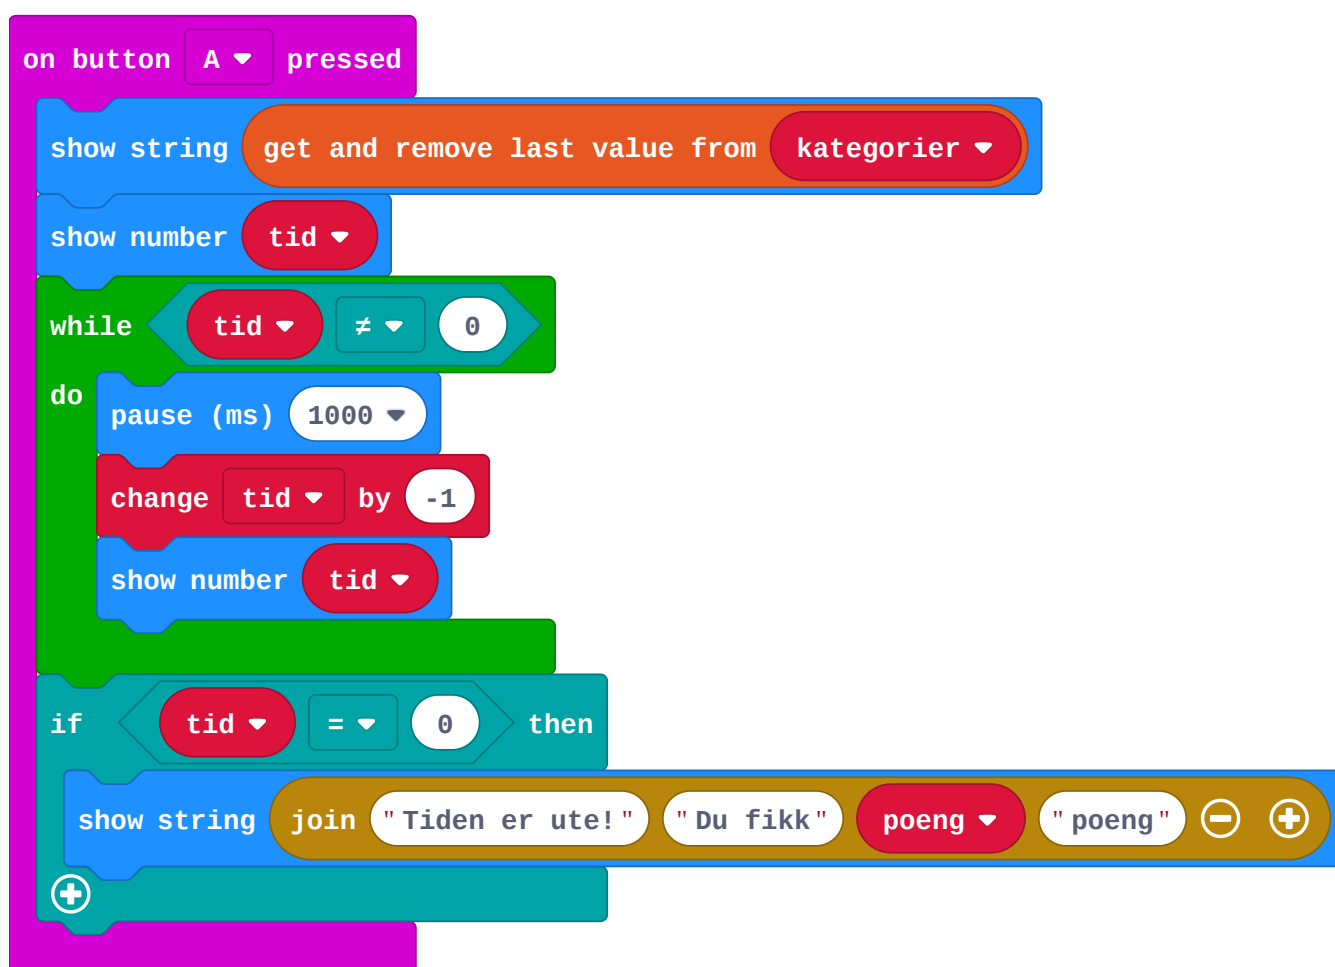 on button A pressed
show string get and remove last value from kategorier
show number tid
while tid ≠ 0
do
pause (ms) 1000
change tid by -1
show number tid
if tid = 0 then
show string join "Tiden er ute!" "Du fikk" poeng "poeng"